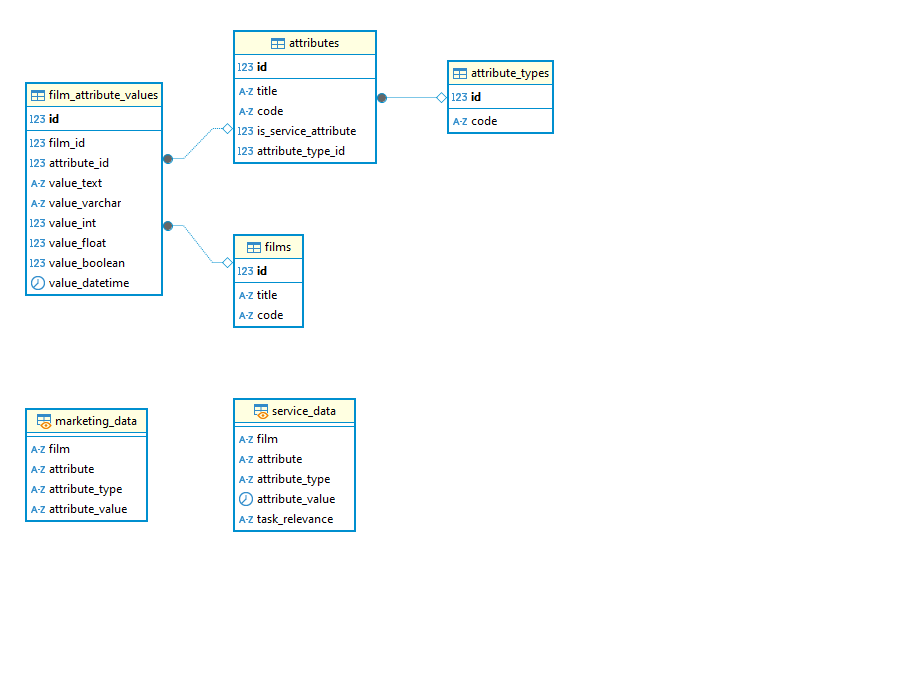 attributes
123 id
A-Z title
A-Z code
123 is_service_attribute
123 attribute_type_id
attribute_types
123 id
A-Z code
film_attribute_values
123 id
123 film_id
123 attribute_id
A-Z value_text
A-Z value_varchar
123 value_int
123 value_float
123 value_boolean
value_datetime
films
123 id
A-Z title
A-Z code
marketing_data
A-Z film
A-Z attribute
A-Z attribute_type
A-Z attribute_value
service_data
A-Z film
A-Z attribute
A-Z attribute_type
attribute_value
A-Z task_relevance